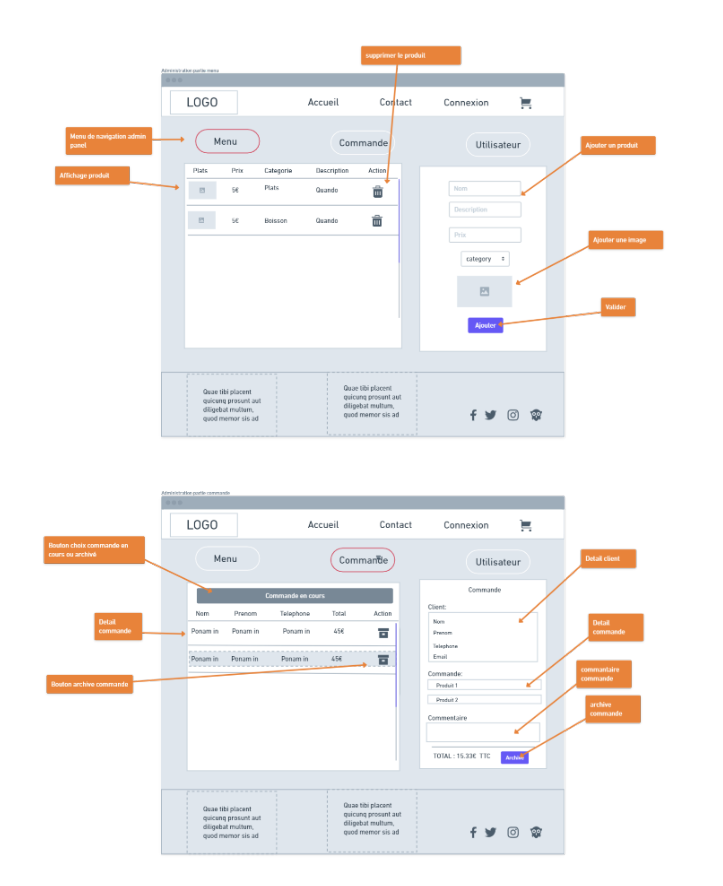 supprimer le produit
Administration partie menu
LOGO
Accueil
Contact
Connexion
Menu de navigation admin
panel
Menu
Commande
Utilisateur
Ajouter un produit
Affichage produit
Plats
Prix
Categorie
Description
Action
5€
Plats
Quando
5€
Boisson
Quando
Nom
Description
Prix
category
Ajouter une image
Ajouter
Valider
Quae tibi placent
quicunq prosunt aut
diligebat multum,
quod memor sis ad
Quae tibi placent
quicunq prosunt aut
diligebat multum,
quod memor sis ad
Administration partie commande
LOGO
Accueil
Contact
Connexion
Bouton choix commande en
cours ou archivé
Menu
Commande
Utilisateur
Detail client
Commande en cours
Nom
Prenom
Telephone
Total
Action
Detail
commande
Ponam in
Ponam in
Ponam in
45€
Ponam in
Ponam in
Ponam in
45€
Bouton archive commande
Commande
Client:
Nom
Prenom
Telephone
Email
Detail
commande
Commande:
Produit 1
Produit 2
commantaire
commande
Commentaire
archive
commande
TOTAL : 15.33€ TTC
Archivé
Quae tibi placent
quicunq prosunt aut
diligebat multum,
quod memor sis ad
Quae tibi placent
quicunq prosunt aut
diligebat multum,
quod memor sis ad